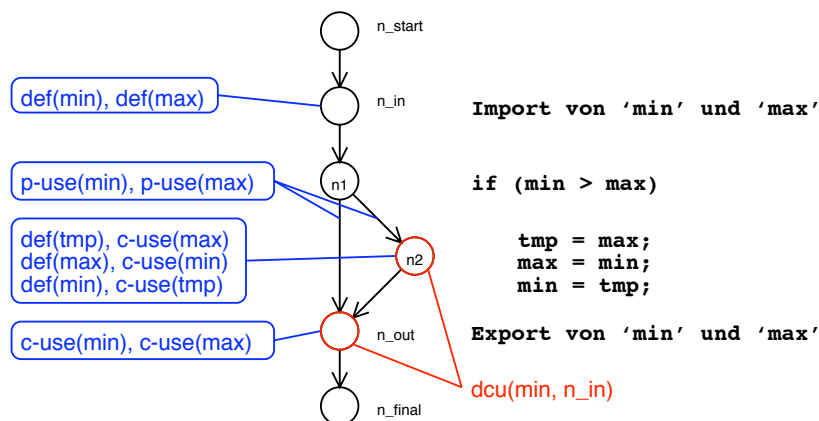 n_start
def(min), def(max)
n_in
Import von ‘min’ und ‘max’
p-use(min), p-use(max)
n1
if (min > max)
def(tmp), c-use(max)
def(max), c-use(min)
def(min), c-use(tmp)
n2
tmp = max;
max = min;
min = tmp;
c-use(min), c-use(max)
n_out
Export von ‘min’ und ‘max’
dcu(min, n_in)
n_final